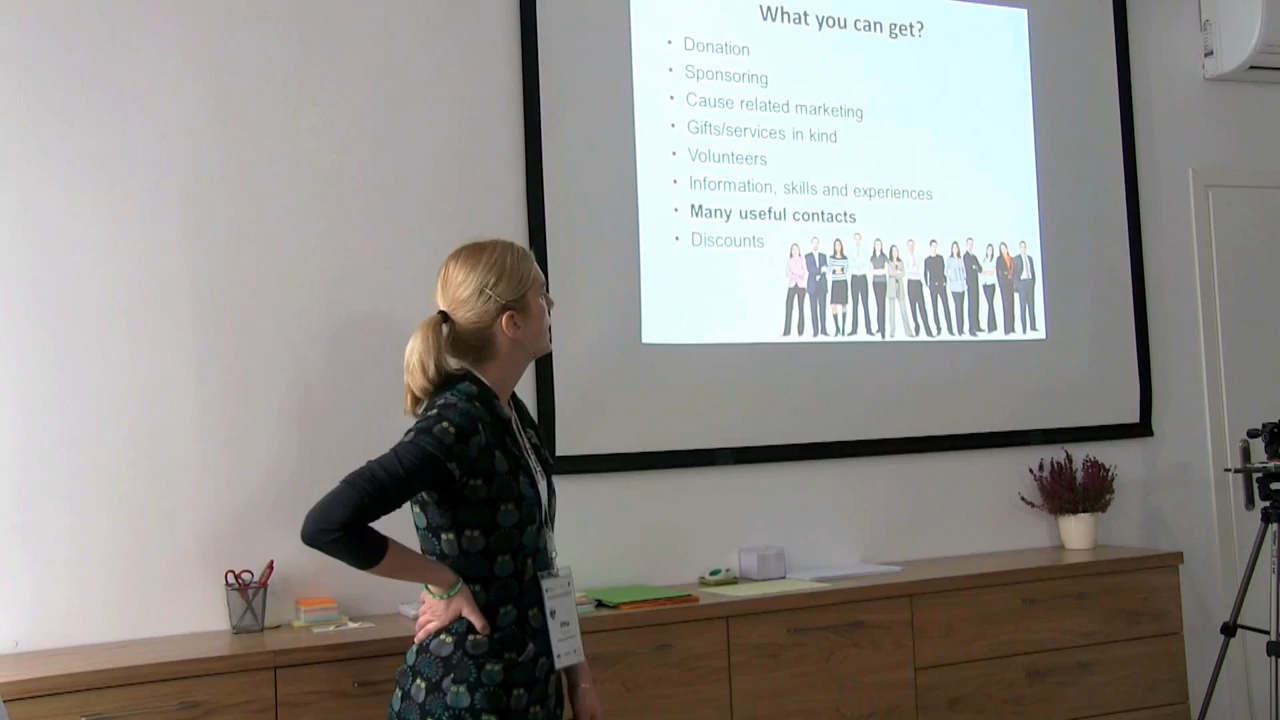 What you can get?
• Donation
• Sponsoring
• Cause related marketing
• Gifts/services in kind
• Volunteers
• Information, skills and experiences
• Many useful contacts
• Discounts